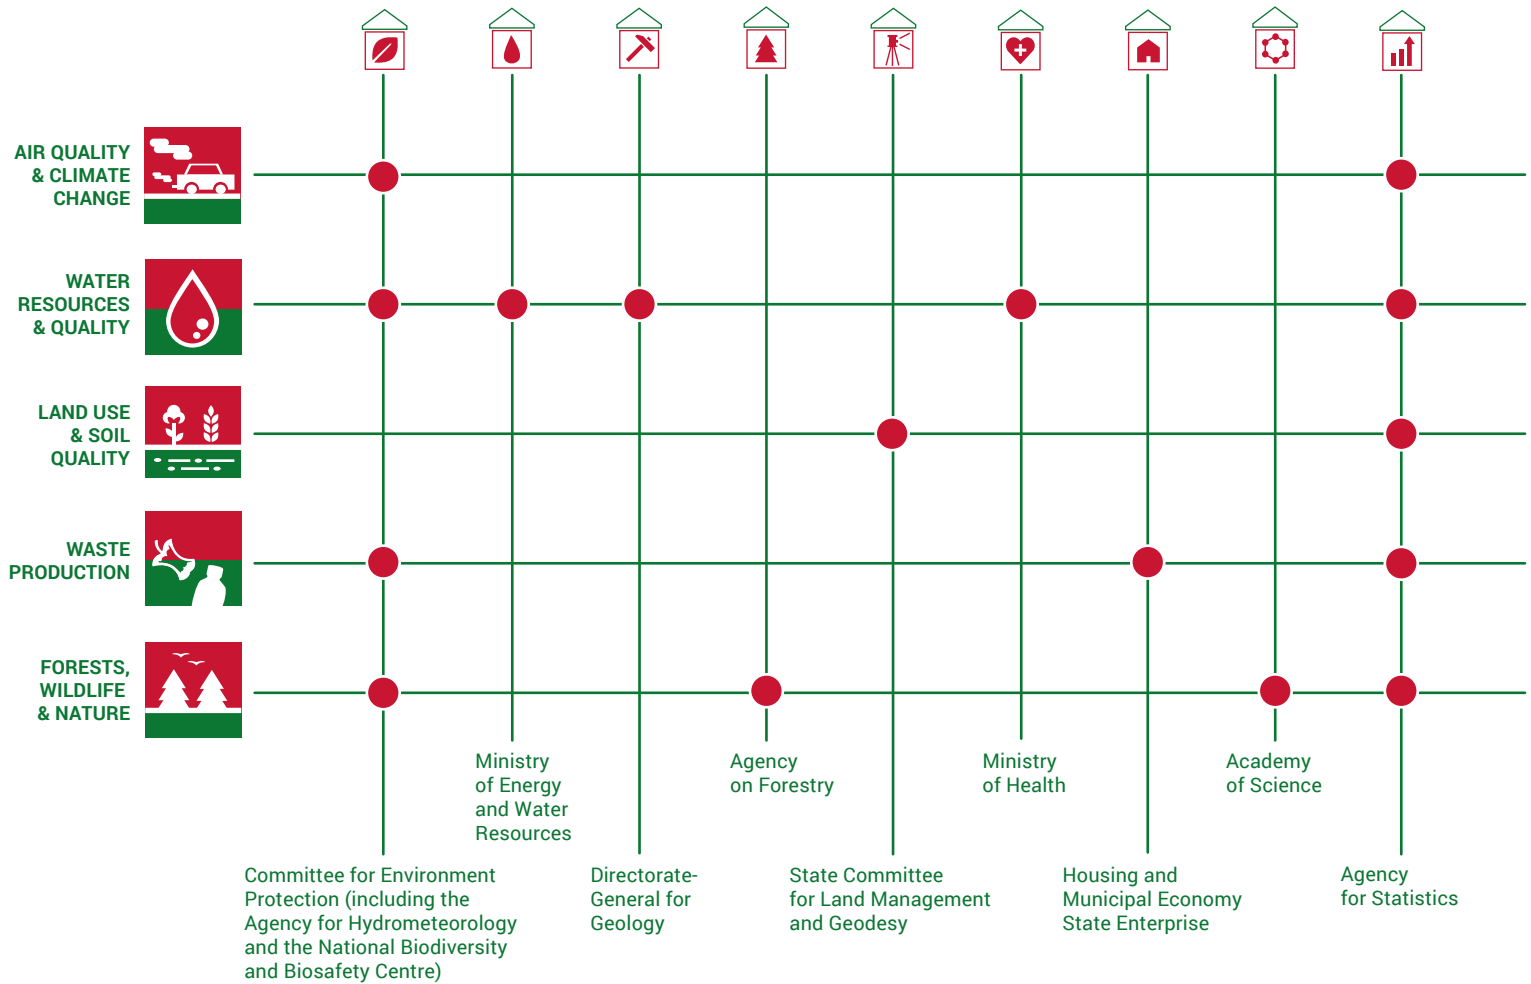 AIR QUALITY
& CLIMATE
CHANGE
WATER
RESOURCES
& QUALITY
LAND USE
& SOIL
QUALITY
WASTE
PRODUCTION
FORESTS,
WILDLIFE
& NATURE
Ministry
of Energy
and Water
Resources
Agency
on Forestry
Ministry
of Health
Academy
of Science
Committee for Environment
Protection (including the
Agency for Hydrometeorology
and the National Biodiversity
and Biosafety Centre)
Directorate-
General for
Geology
State Committee
for Land Management
and Geodesy
Housing and
Municipal Economy
State Enterprise
Agency
for Statistics